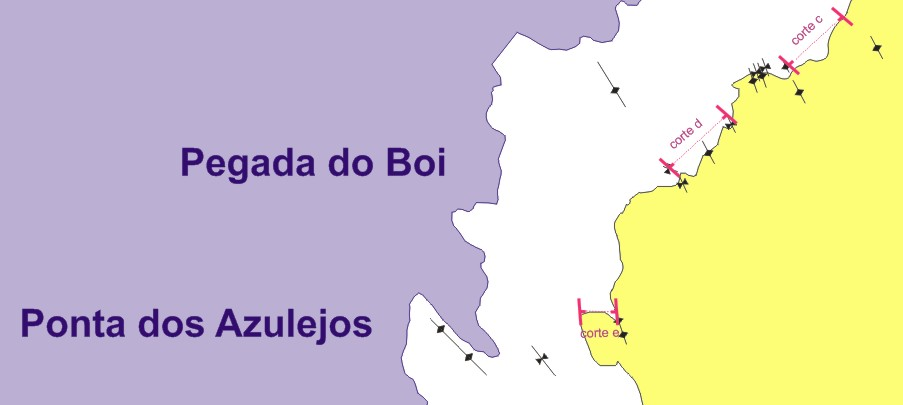 corte c
corte d
Pegada do Boi
Ponta dos Azulejos
corte e